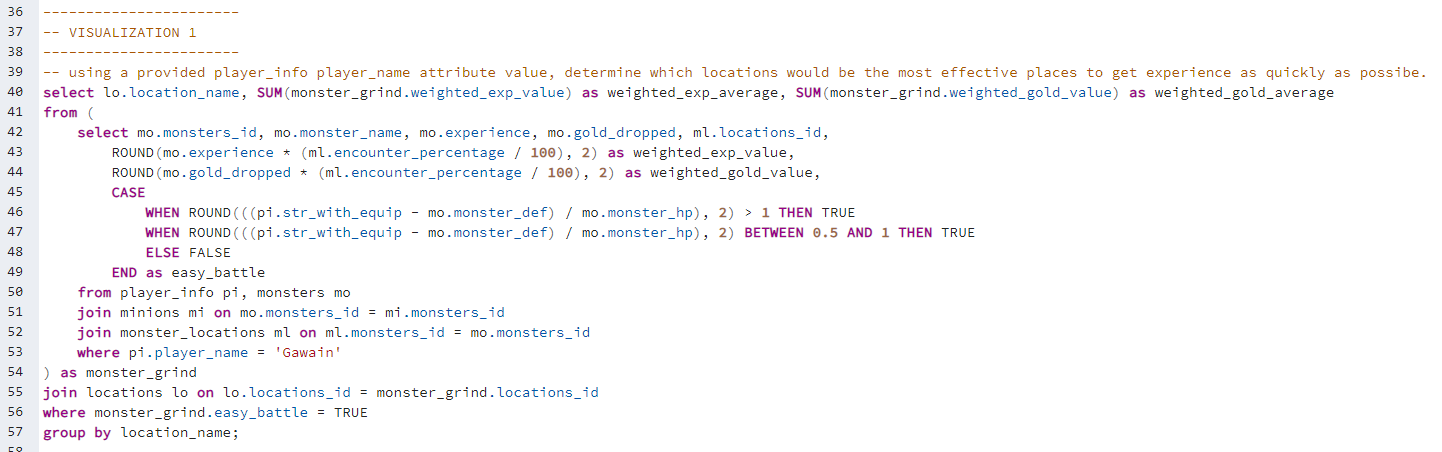 36 -----------------------
37 -- VISUALIZATION 1
38 -----------------------
39 -- using a provided player_info player_name attribute value, determine which locations would be the most effective places to get experience as quickly as possibe.
40 select lo.location_name, SUM(monster_grind.weighted_exp_value) as weighted_exp_average, SUM(monster_grind.weighted_gold_value) as weighted_gold_average
41 from (
42     select mo.monsters_id, mo.monster_name, mo.experience, mo.gold_dropped, ml.locations_id,
43         ROUND(mo.experience * (ml.encounter_percentage / 100), 2) as weighted_exp_value,
44         ROUND(mo.gold_dropped * (ml.encounter_percentage / 100), 2) as weighted_gold_value,
45         CASE
46             WHEN ROUND(((pi.str_with_equip - mo.monster_def) / mo.monster_hp), 2) > 1 THEN TRUE
47             WHEN ROUND(((pi.str_with_equip - mo.monster_def) / mo.monster_hp), 2) BETWEEN 0.5 AND 1 THEN TRUE
48             ELSE FALSE
49         END as easy_battle
50     from player_info pi, monsters mo
51     join minions mi on mo.monsters_id = mi.monsters_id
52     join monster_locations ml on ml.monsters_id = mo.monsters_id
53     where pi.player_name = 'Gawain'
54 ) as monster_grind
55 join locations lo on lo.locations_id = monster_grind.locations_id
56 where monster_grind.easy_battle = TRUE
57 group by location_name;